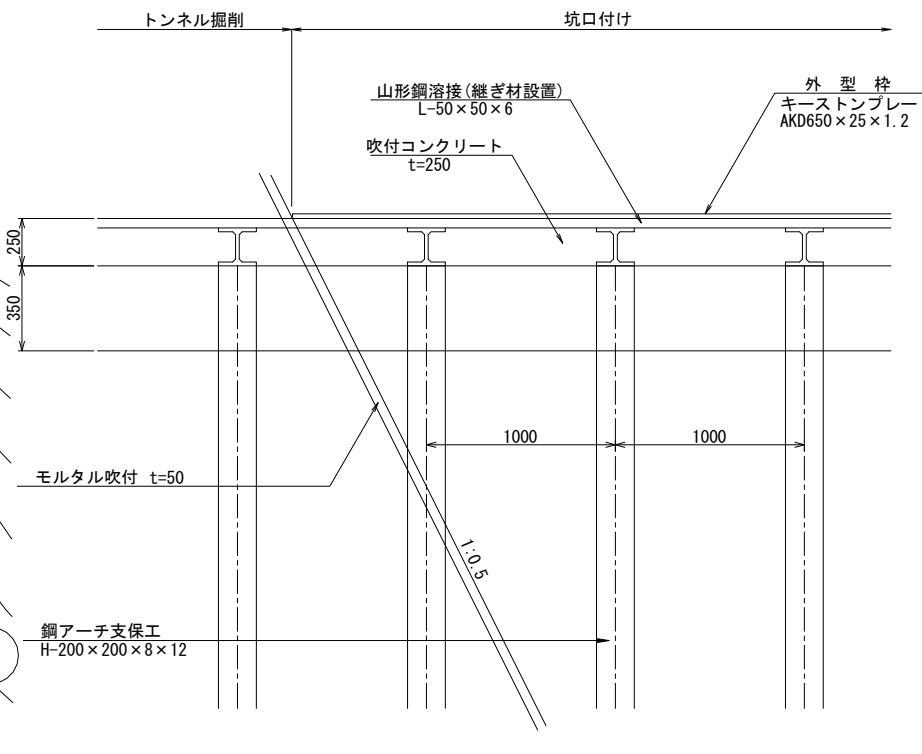 トンネル掘削
坑口付け
山形鋼溶接(継ぎ材設置)
L-50×50×6
外 型 枠
キーストンプレー
AKD650×25×1.2
吹付コンクリート
t=250
250
350
1000
1000
モルタル吹付 t=50
1:0.5
鋼アーチ支保工
H-200×200×8×12